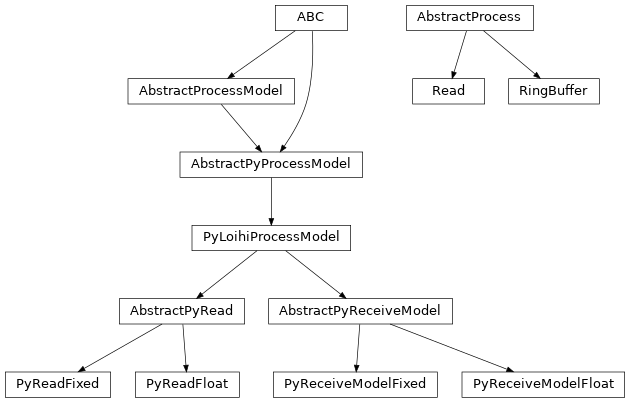 ABC
AbstractProcess
AbstractProcessModel
Read
RingBuffer
AbstractPyProcessModel
PyLoihiProcessModel
AbstractPyRead
AbstractPyReceiveModel
PyReadFixed
PyReadFloat
PyReceiveModelFixed
PyReceiveModelFloat